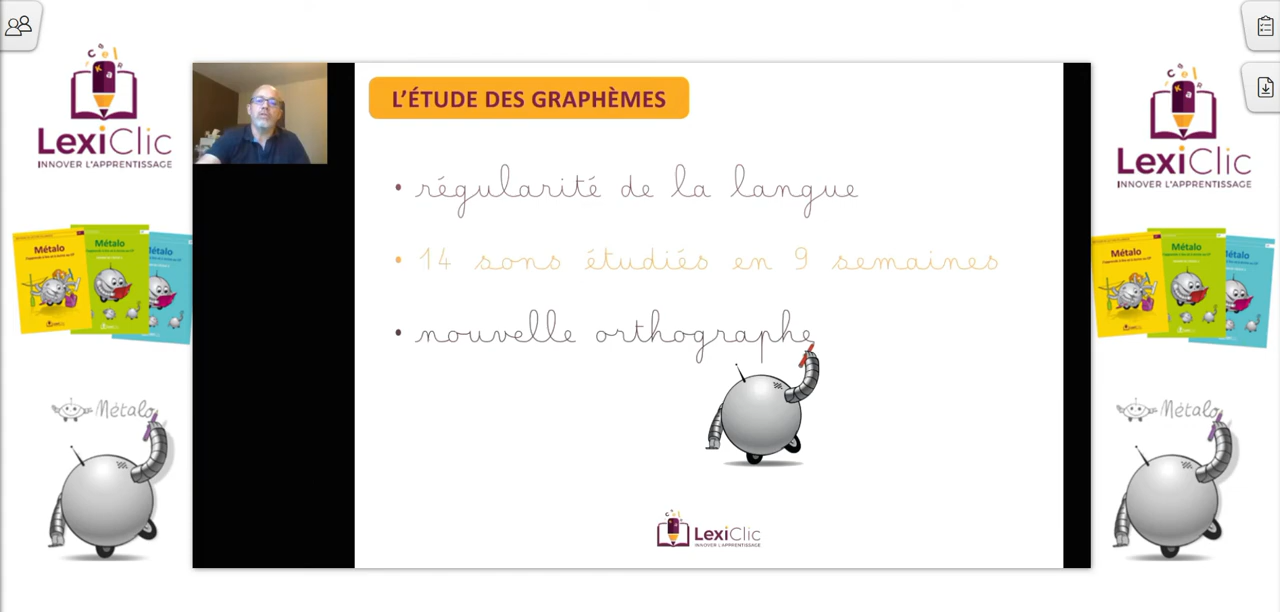 LexiClic
INNOVER L'APPRENTISSAGE
Métalo
Métalo
Métalo
L'ÉTUDE DES GRAPHÈMES
• régularité de la langue
• 14 sons étudiés en 9 semaines
• nouvelle orthographe
LexiClic
INNOVER L'APPRENTISSAGE
LexiClic
INNOVER L'APPRENTISSAGE
Métalo
Métalo
Métalo